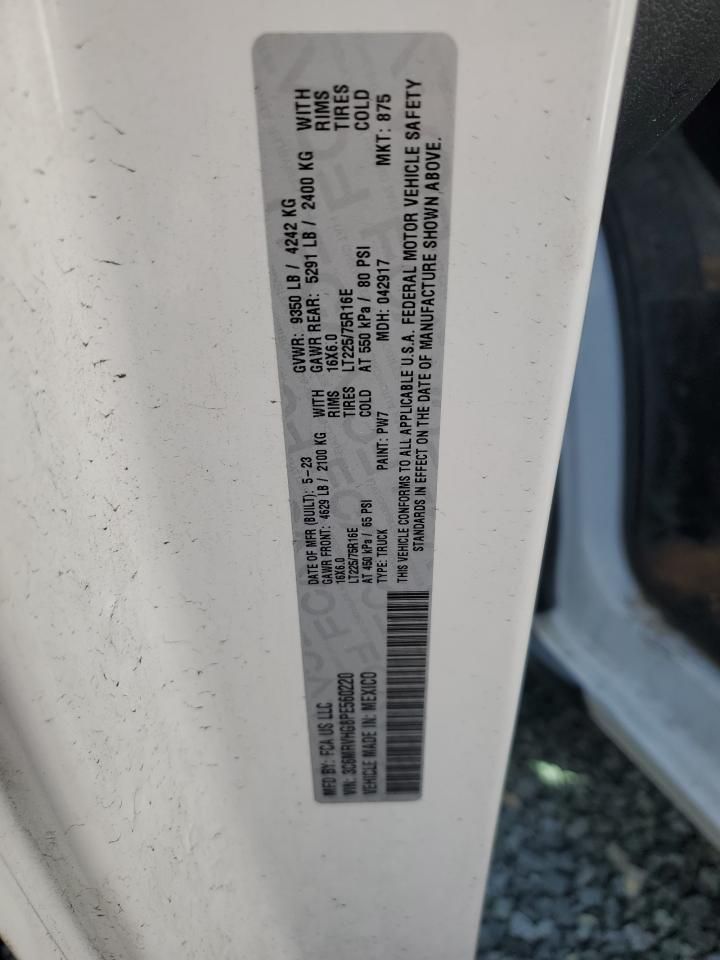 MFD BY: FCA US LLC DATE OF MFR (BUILT): 5-23 GVWR: 9350 LB / 4242 KG
VIN: 3C6MRVHG8PE560220 GAWR FRONT: 4629 LB / 2100 KG WITH GAWR REAR: 5291 LB / 2400 KG WITH
VEHICLE MADE IN: MEXICO 16X6.0 RIMS 16X6.0 RIMS
LT225/75R16E TIRES LT225/75R16E TIRES
AT 450 kPa / 65 PSI COLD AT 550 kPa / 80 PSI COLD
TYPE: TRUCK PAINT: PW7 MDH: 042917 MKT: 875
THIS VEHICLE CONFORMS TO ALL APPLICABLE U.S.A. FEDERAL MOTOR VEHICLE SAFETY
STANDARDS IN EFFECT ON THE DATE OF MANUFACTURE SHOWN ABOVE.